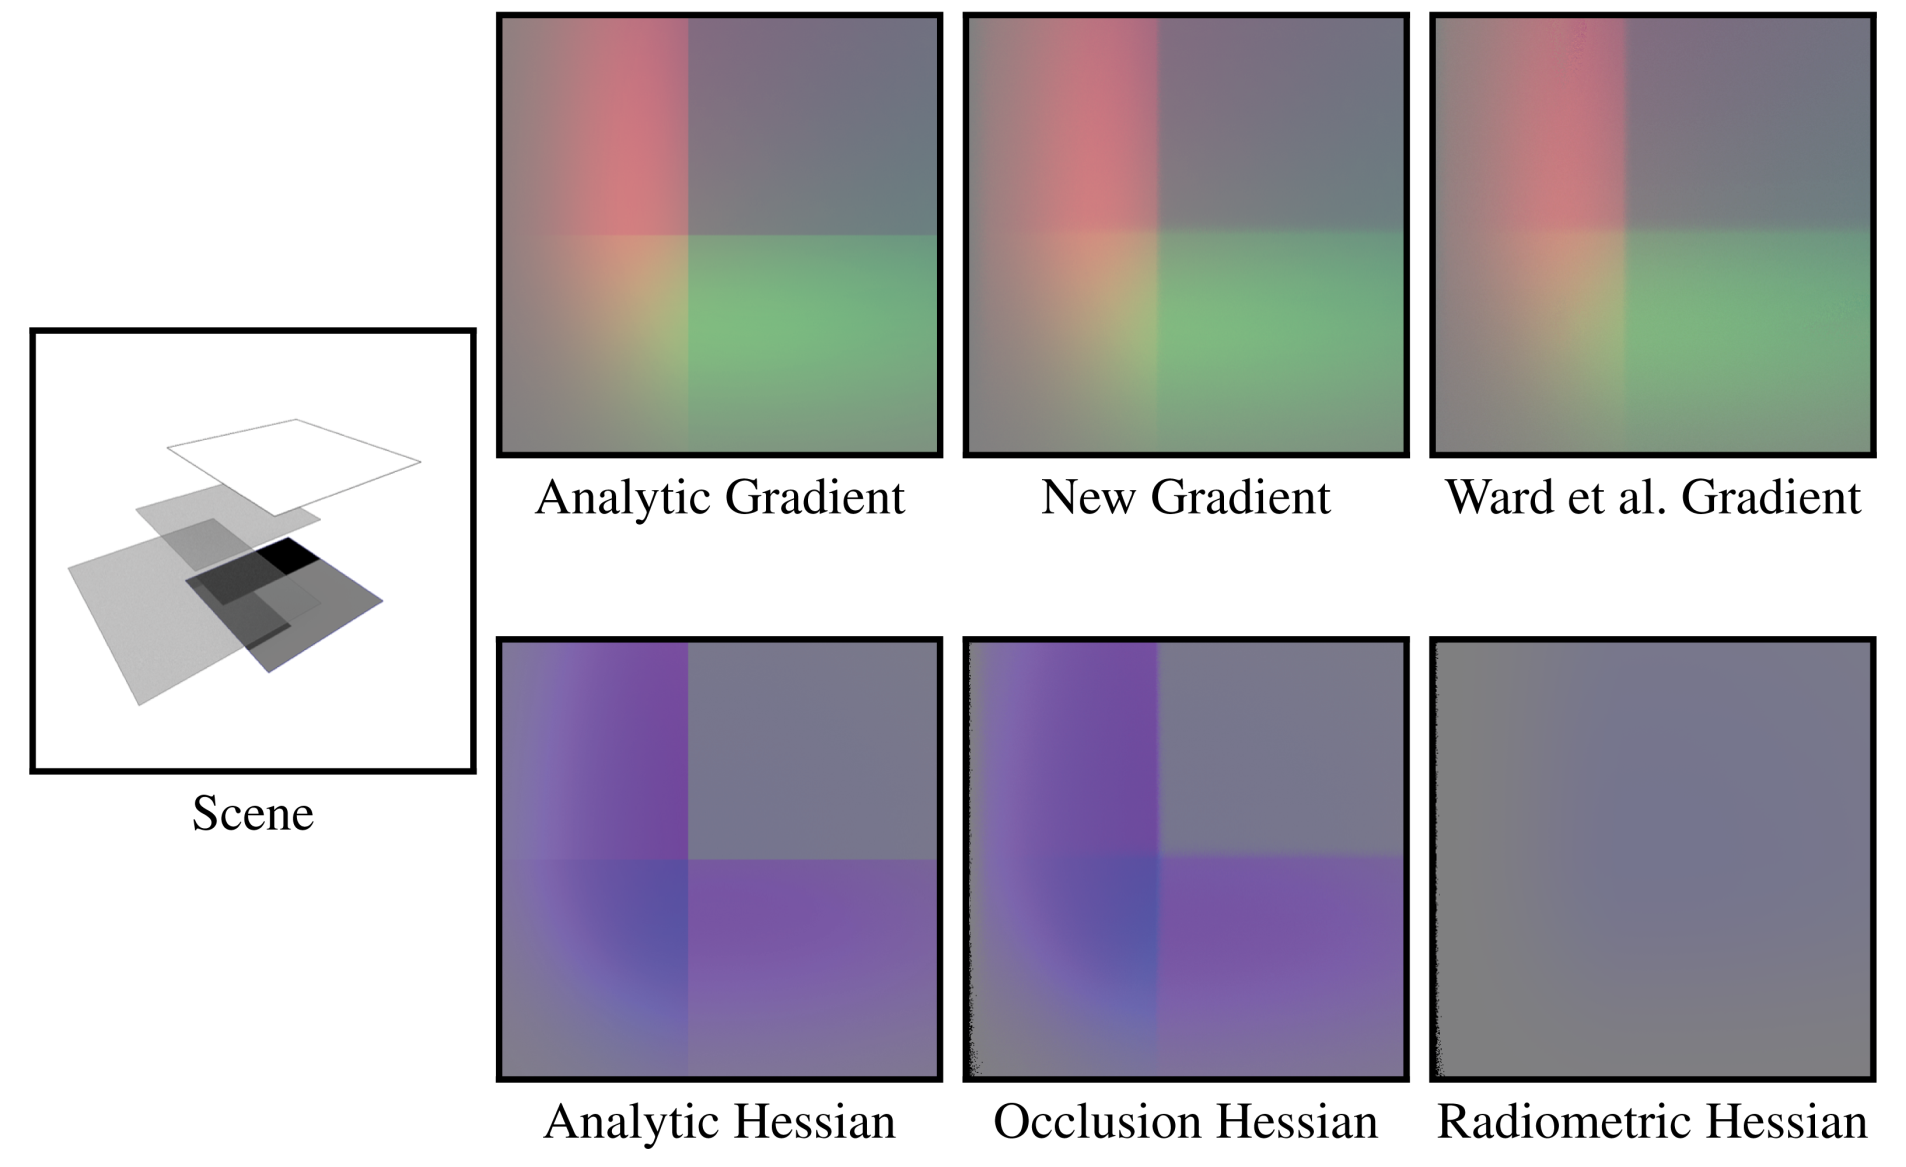 Analytic Gradient
New Gradient
Ward et al. Gradient
Scene
Analytic Hessian
Occlusion Hessian
Radiometric Hessian